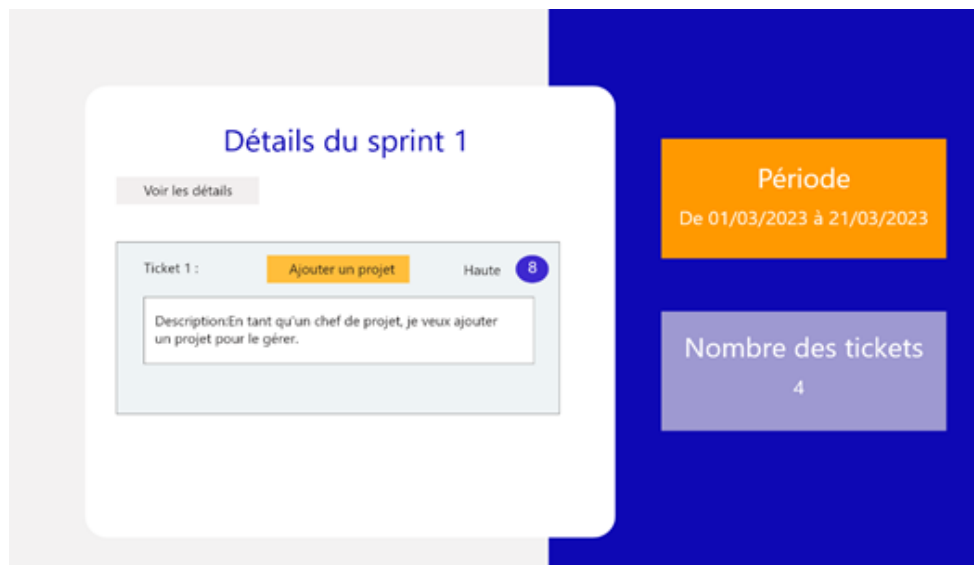 Détails du sprint 1
Voir les détails
Ticket 1 :
Ajouter un projet
Haute
8
Description:En tant qu'un chef de projet, je veux ajouter
un projet pour le gérer.
Période
De 01/03/2023 à 21/03/2023
Nombre des tickets
4